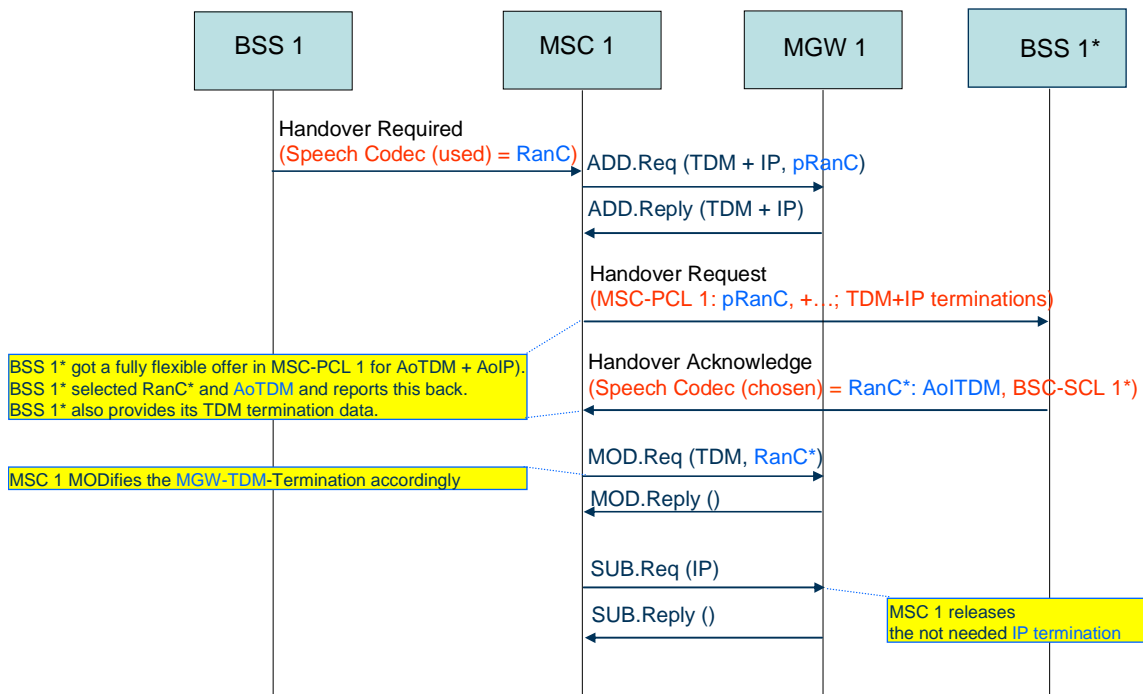 BSS 1
MSC 1
MGW 1
BSS 1*
Handover Required
(Speech Codec (used) = RanC)
ADD.Req (TDM + IP, pRanC)
ADD.Reply (TDM + IP)
Handover Request
(MSC-PCL 1: pRanC, +…; TDM+IP terminations)
BSS 1* got a fully flexible offer in MSC-PCL 1 for AoTDM + AoIP).
BSS 1* selected RanC* and AoTDM and reports this back.
BSS 1* also provides its TDM termination data.
Handover Acknowledge
(Speech Codec (chosen) = RanC*: AoITDM, BSC-SCL 1*)
MOD.Req (TDM, RanC*)
MSC 1 MODifies the MGW-TDM-Termination accordingly
MOD.Reply ()
SUB.Req (IP)
MSC 1 releases
the not needed IP termination
SUB.Reply ()